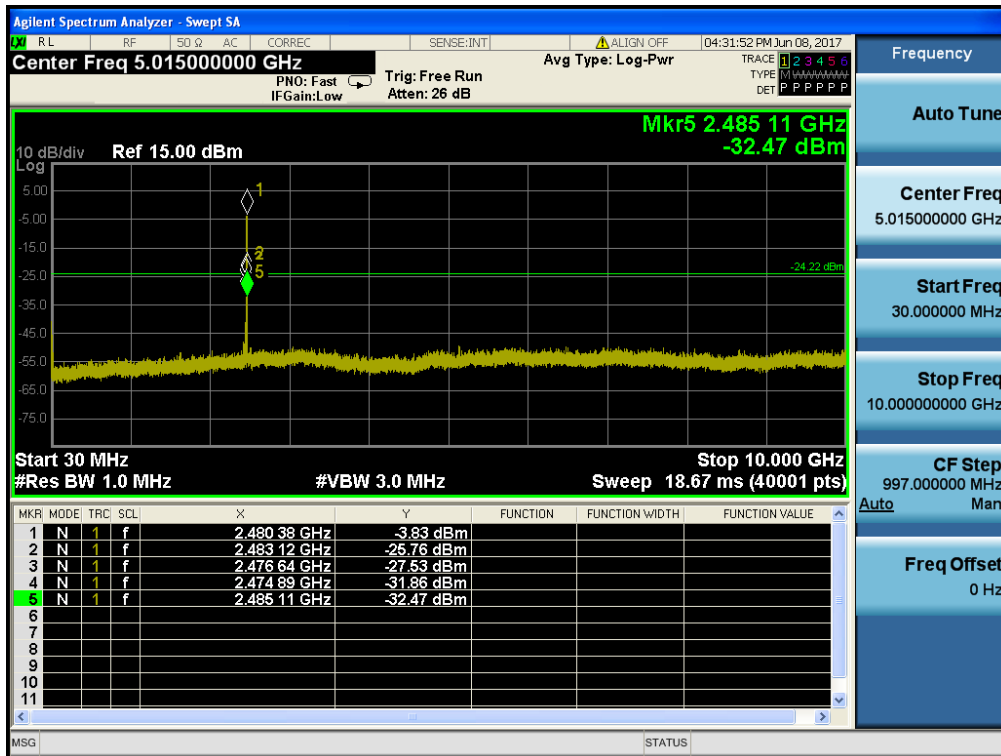 Agilent Spectrum Analyzer - Swept SA
LXI RL RF 50 Ω AC CORREC SENSE:INT ALIGN OFF 04:31:52 PM Jun 08, 2017
Center Freq 5.015000000 GHz
PNO: Fast
IFGain:Low
Trig: Free Run
Atten: 26 dB
Avg Type: Log-Pwr
TRACE 1 2 3 4 5 6
TYPE M
DET P P P P P P
Mkr5 2.485 11 GHz
-32.47 dBm
10 dB/div Ref 15.00 dBm
Log
1
5.00
-5.00
-15.0
2
5
-24.22 dBm
-25.0
-35.0
-45.0
-55.0
-65.0
-75.0
Start 30 MHz Stop 10.000 GHz
#Res BW 1.0 MHz #VBW 3.0 MHz Sweep 18.67 ms (40001 pts)
MKR MODE TRC SCL X Y FUNCTION FUNCTION WIDTH FUNCTION VALUE
1 N 1 f 2.480 38 GHz -3.83 dBm
2 N 1 f 2.483 12 GHz -25.76 dBm
3 N 1 f 2.476 64 GHz -27.53 dBm
4 N 1 f 2.474 89 GHz -31.86 dBm
5 N 1 f 2.485 11 GHz -32.47 dBm
6
7
8
9
10
11
MSG STATUS
Frequency
Auto Tune
Center Freq
5.015000000 GHz
Start Freq
30.000000 MHz
Stop Freq
10.000000000 GHz
CF Step
997.000000 MHz
Auto Man
Freq Offset
0 Hz